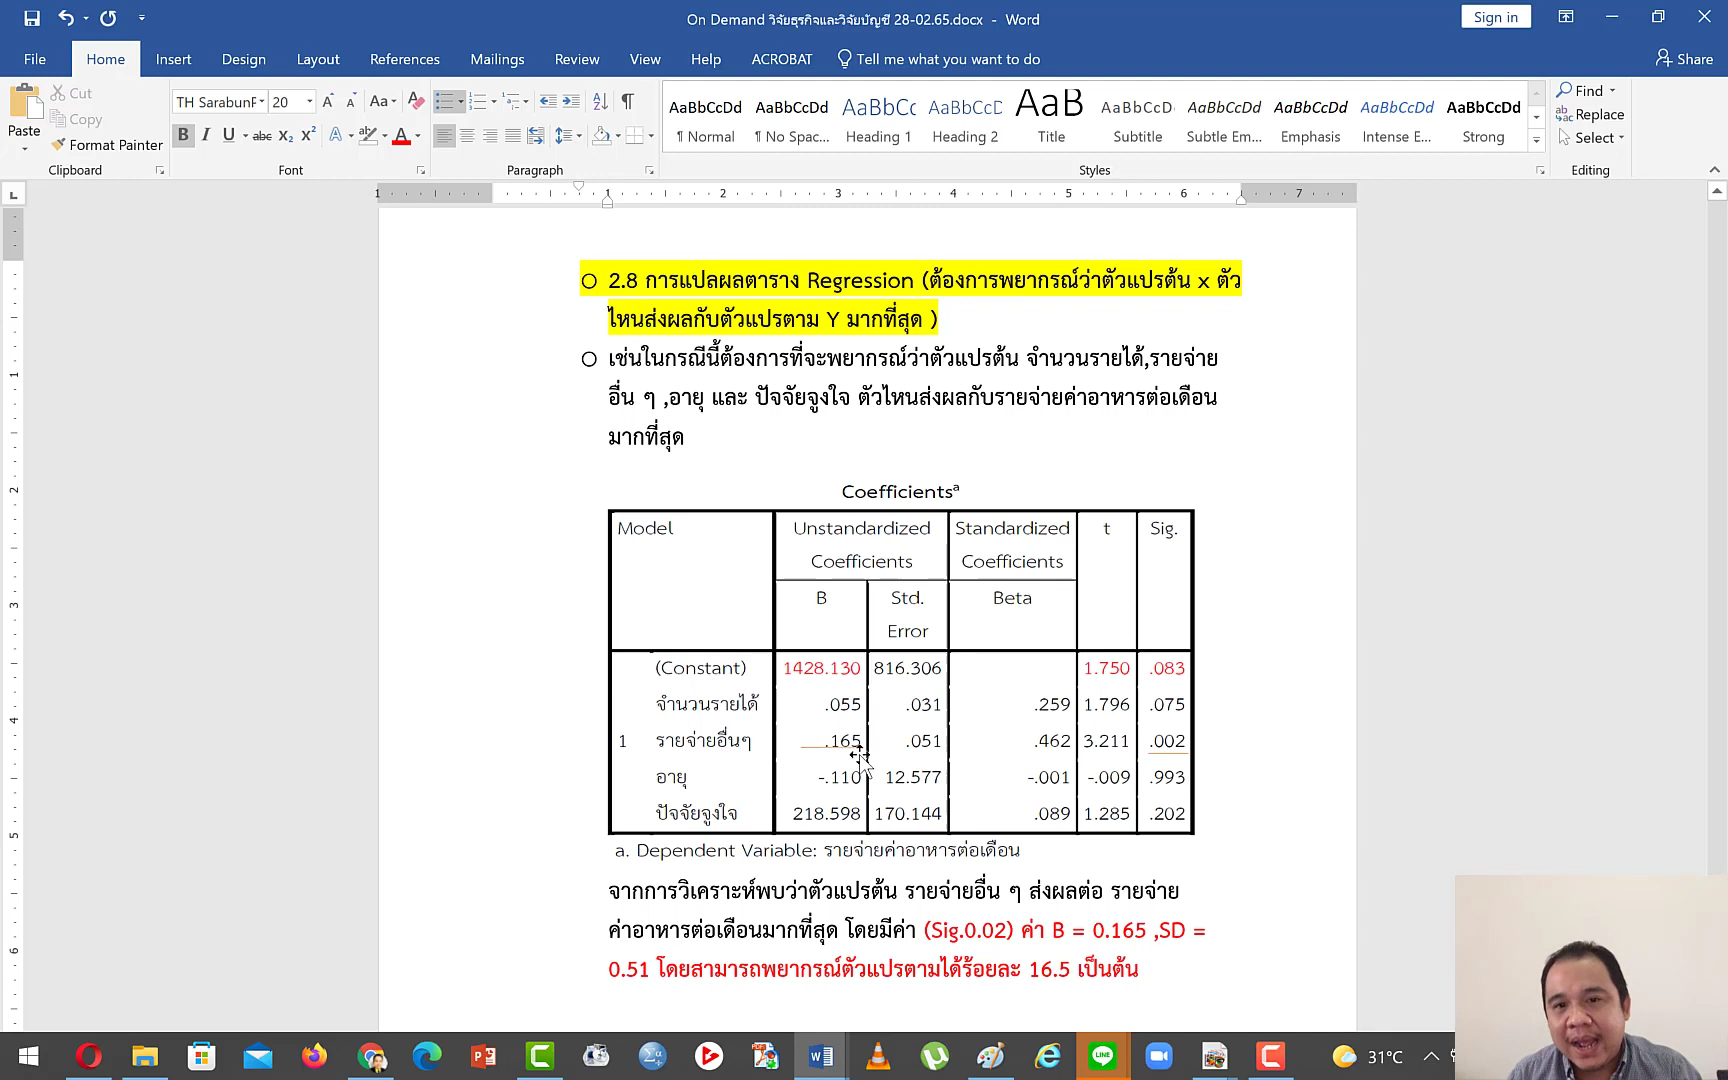 On Demand วิจัยธุรกิจและวิจัยบัญชี 28-02.65.docx - Word
Sign in
File Home Insert Design Layout References Mailings Review View Help ACROBAT Tell me what you want to do Share
Paste Cut Copy Format Painter
TH SarabunP 20 Aa
B I U abc X₂ X² A
AaBbCcDd AaBbCcDd AaBbCc AaBbCcD AaB AaBbCcD AaBbCcDd AaBbCcDd AaBbCcDd AaBbCcDd
¶ Normal ¶ No Spac... Heading 1 Heading 2 Title Subtitle Subtle Em... Emphasis Intense E... Strong
Find Replace Select
Clipboard Font Paragraph Styles Editing
1 1 2 3 4 5 6 7
2.8 การแปลผลตาราง Regression (ต้องการพยากรณ์ว่าตัวแปรต้น x ตัว
ไหนส่งผลกับตัวแปรตาม Y มากที่สุด )
เช่นในกรณีนี้ต้องการที่จะพยากรณ์ว่าตัวแปรต้น จำนวนรายได้,รายจ่าย
อื่น ๆ ,อายุ และ ปัจจัยจูงใจ ตัวไหนส่งผลกับรายจ่ายค่าอาหารต่อเดือน
มากที่สุด
Coefficientsᵃ
Model Unstandardized Coefficients Standardized Coefficients t Sig.
B Std. Error Beta
(Constant) 1428.130 816.306 1.750 .083
จำนวนรายได้ .055 .031 .259 1.796 .075
1 รายจ่ายอื่นๆ .165 .051 .462 3.211 .002
อายุ -.110 12.577 -.001 -.009 .993
ปัจจัยจูงใจ 218.598 170.144 .089 1.285 .202
a. Dependent Variable: รายจ่ายค่าอาหารต่อเดือน
จากการวิเคราะห์พบว่าตัวแปรต้น รายจ่ายอื่น ๆ ส่งผลต่อ รายจ่าย
ค่าอาหารต่อเดือนมากที่สุด โดยมีค่า (Sig.0.02) ค่า B = 0.165 ,SD =
0.51 โดยสามารถพยากรณ์ตัวแปรตามได้ร้อยละ 16.5 เป็นต้น
31°C